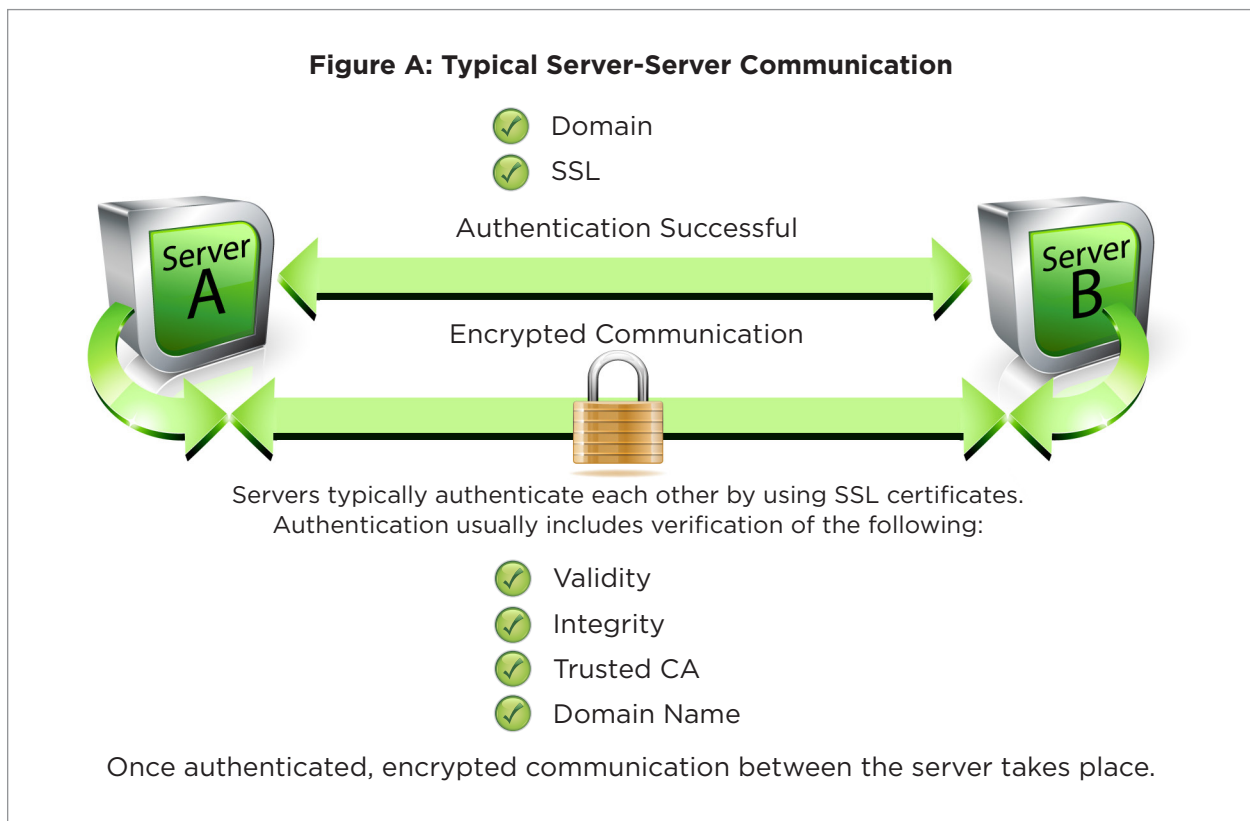 Figure A: Typical Server-Server Communication
Domain
SSL
Authentication Successful
Server
A
Server
B
Encrypted Communication
Servers typically authenticate each other by using SSL certificates.
Authentication usually includes verification of the following:
Validity
Integrity
Trusted CA
Domain Name
Once authenticated, encrypted communication between the server takes place.